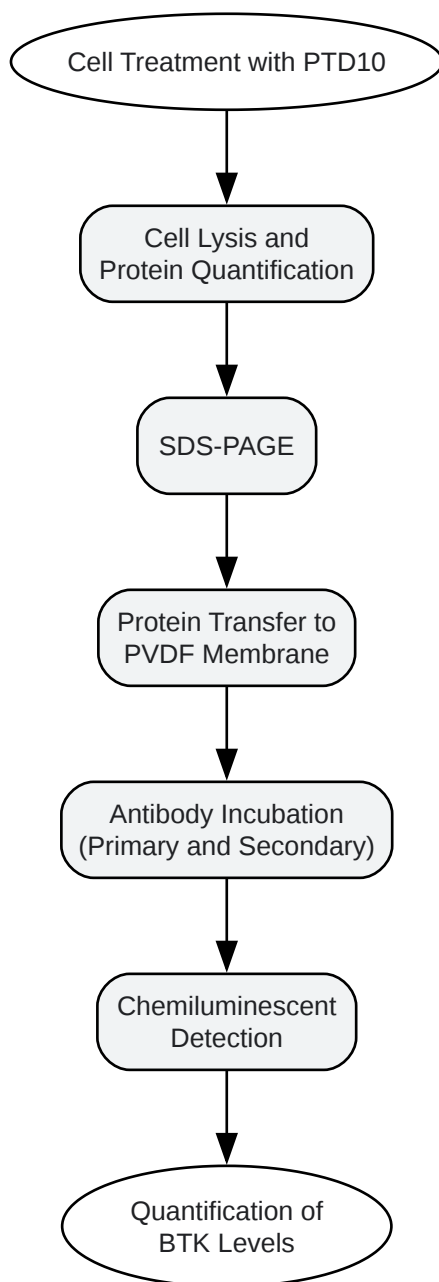 Cell Treatment with PTD10
Cell Lysis and
Protein Quantification
SDS-PAGE
Protein Transfer to
PVDF Membrane
Antibody Incubation
(Primary and Secondary)
Chemiluminescent
Detection
Quantification of
BTK Levels